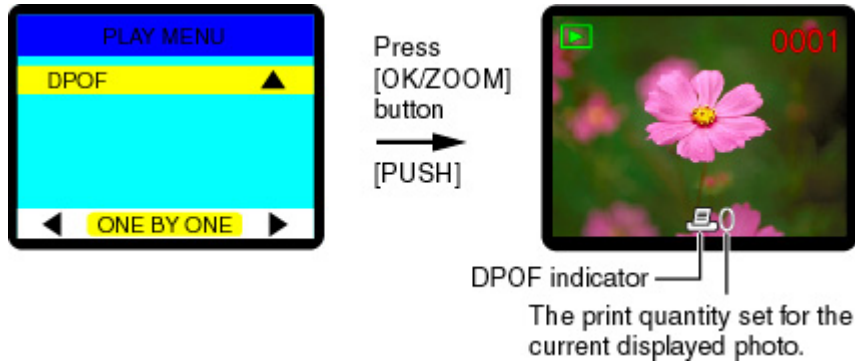 PLAY MENU
DPOF
ONE BY ONE
Press
[OK/ZOOM]
button
[PUSH]
0001
0
DPOF indicator
The print quantity set for the
current displayed photo.